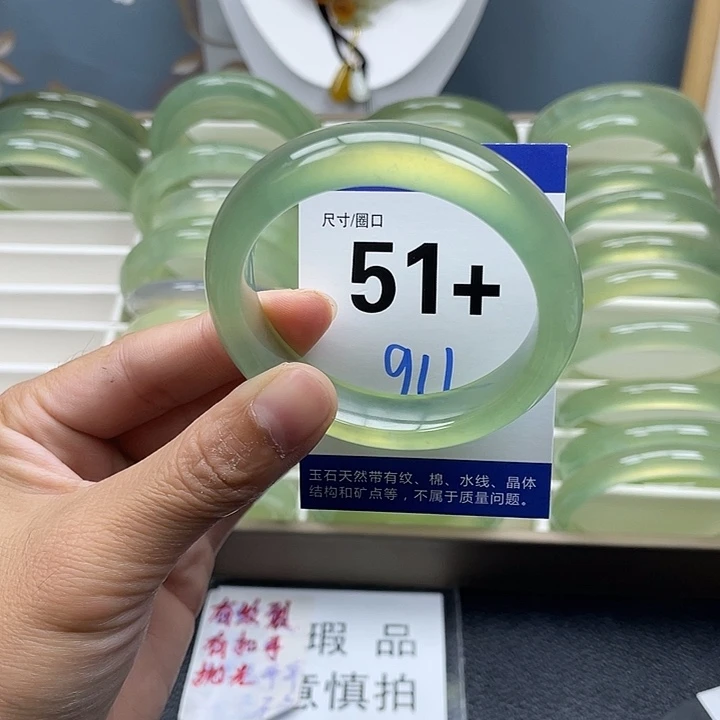 尺寸/圈口
51+
911
玉石天然带有纹、棉、水线、晶体
结构和矿点等，不属于质量问题。
有纹裂
有扣手
抛光
瑕 品
慎拍